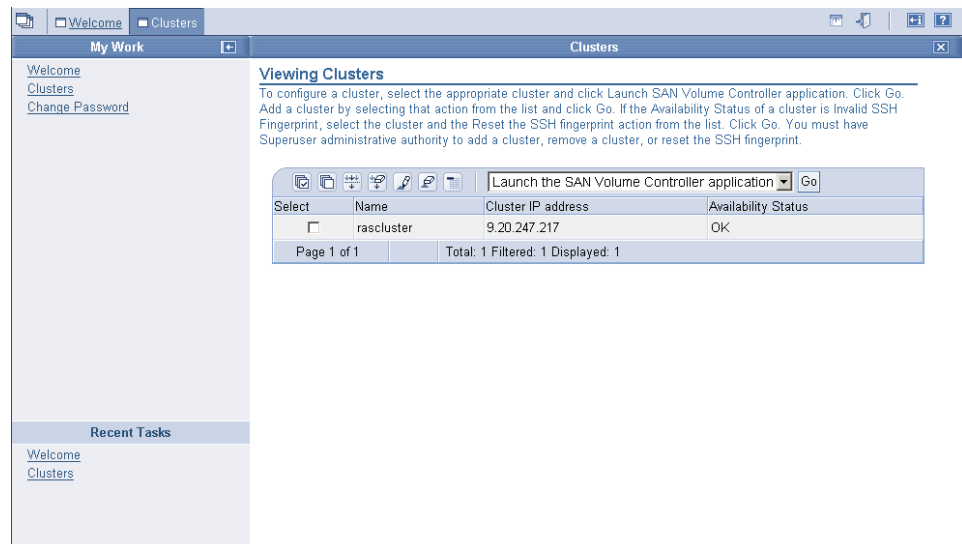 Welcome
Clusters
My Work
Clusters
Welcome
Clusters
Change Password
Viewing Clusters
To configure a cluster, select the appropriate cluster and click Launch SAN Volume Controller application. Click Go.
Add a cluster by selecting that action from the list and click Go. If the Availability Status of a cluster is Invalid SSH
Fingerprint, select the cluster and the Reset the SSH fingerprint action from the list. Click Go. You must have
Superuser administrative authority to add a cluster, remove a cluster, or reset the SSH fingerprint.
Launch the SAN Volume Controller application Go
Select Name Cluster IP address Availability Status
rascluster 9.20.247.217 OK
Page 1 of 1 Total: 1 Filtered: 1 Displayed: 1
Recent Tasks
Welcome
Clusters